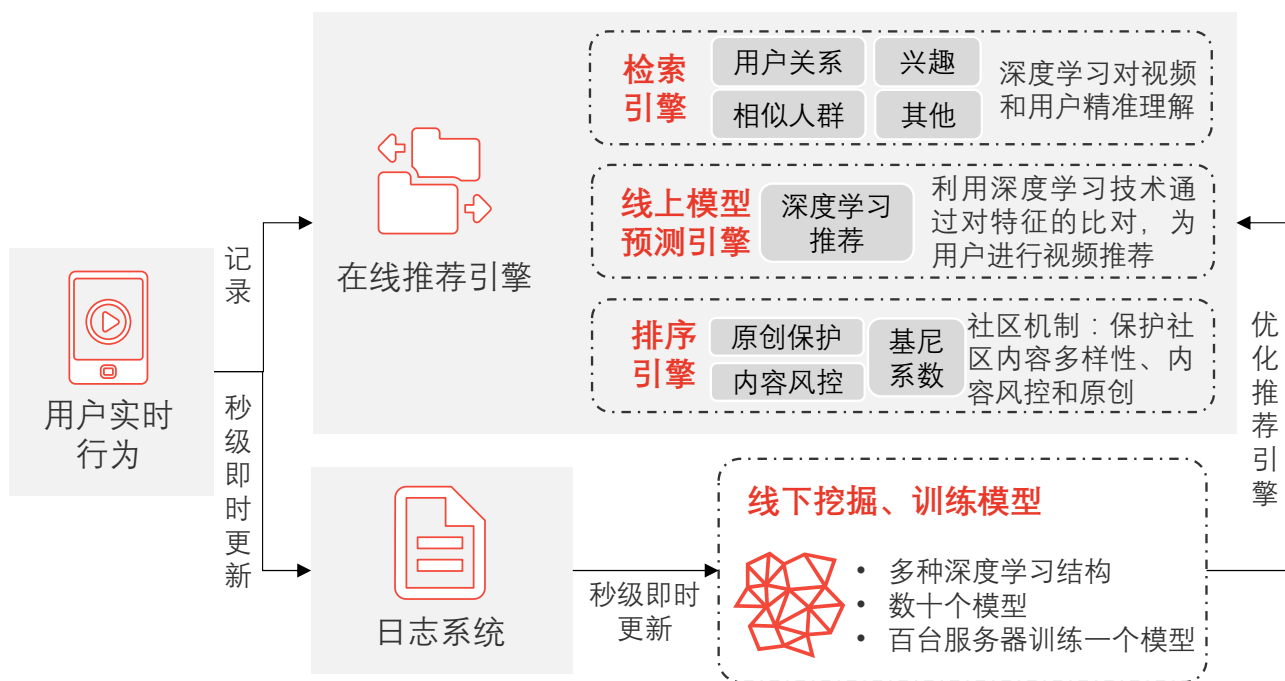 检索
引擎
用户关系
兴趣
相似人群
其他
深度学习对视频
和用户精准理解
线上模型
预测引擎
深度学习
推荐
利用深度学习技术通
过对特征的比对，为
用户进行视频推荐
在线推荐引擎
排序
引擎
原创保护
内容风控
基尼
系数
社区机制：保护社
区内容多样性、内
容风控和原创
用户实时
行为
记
录
秒
级
即
时
更
新
日志系统
秒级即时
更新
线下挖掘、训练模型
• 多种深度学习结构
• 数十个模型
• 百台服务器训练一个模型
优
化
推
荐
引
擎